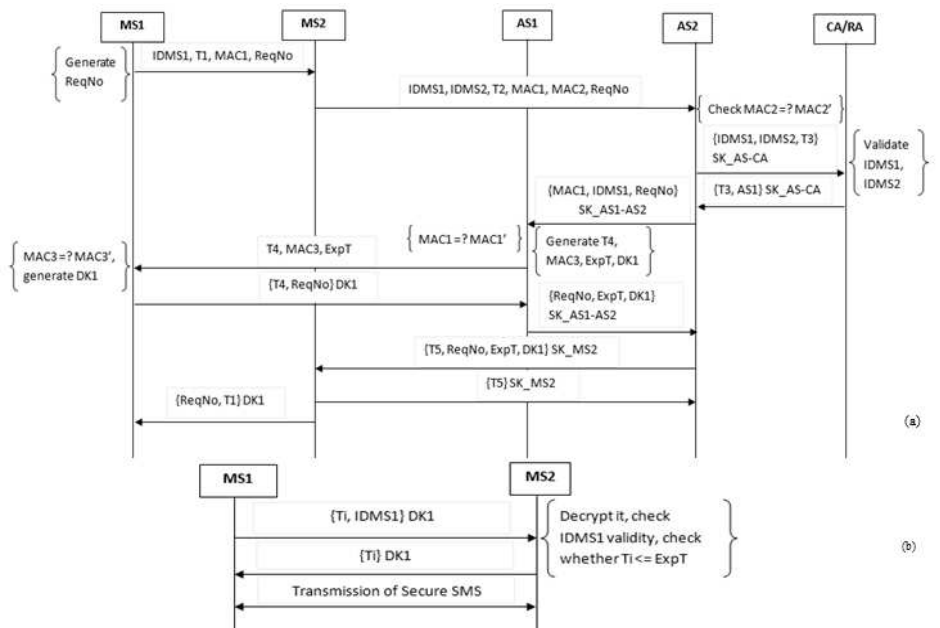 MS1
MS2
AS1
AS2
CA/RA
Generate
ReqNo
IDMS1, T1, MAC1, ReqNo
IDMS1, IDMS2, T2, MAC1, MAC2, ReqNo
Check MAC2 =? MAC2'
{IDMS1, IDMS2, T3}
SK_AS-CA
Validate
IDMS1,
IDMS2
{T3, AS1} SK_AS-CA
{MAC1, IDMS1, ReqNo}
SK_AS1-AS2
MAC1 =? MAC1'
Generate T4,
MAC3, ExpT, DK1
T4, MAC3, ExpT
MAC3 =? MAC3',
generate DK1
{T4, ReqNo} DK1
{ReqNo, ExpT, DK1}
SK_AS1-AS2
{T5, ReqNo, ExpT, DK1} SK_MS2
{T5} SK_MS2
{ReqNo, T1} DK1
(a)
MS1
MS2
{Ti, IDMS1} DK1
Decrypt it, check
IDMS1 validity, check
whether Ti <= ExpT
{Ti} DK1
(b)
Transmission of Secure SMS